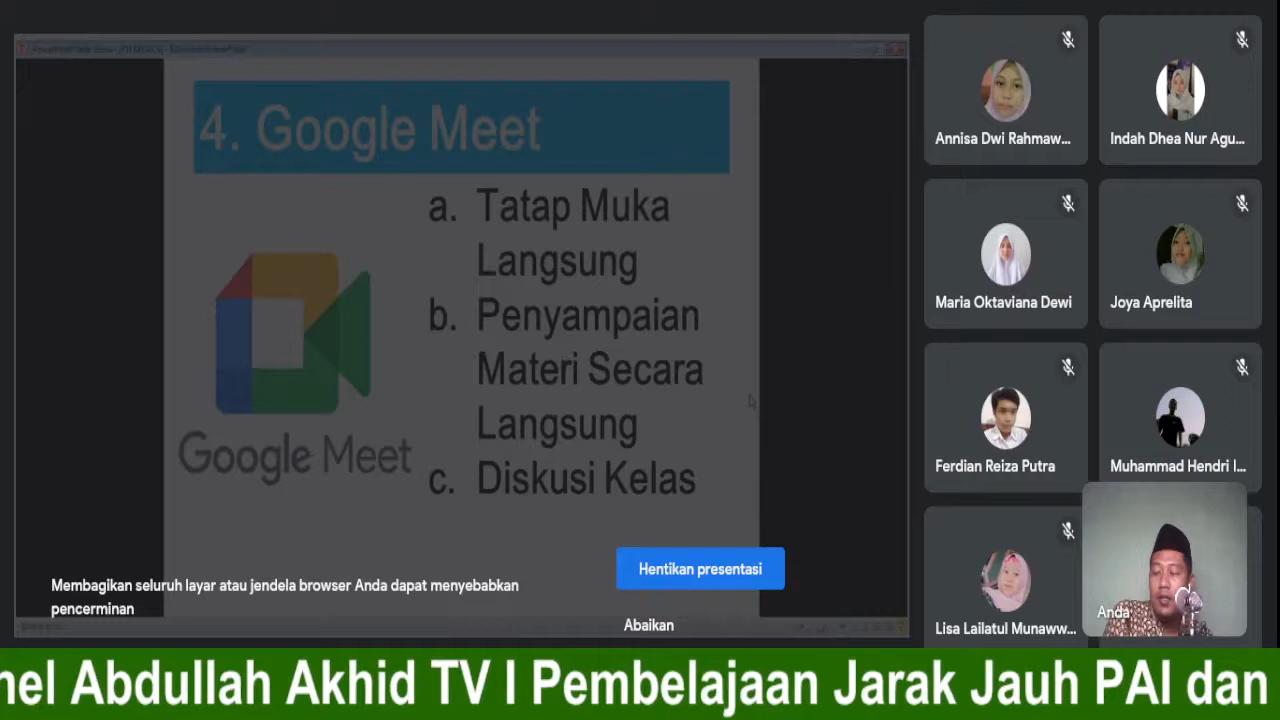 4. Google Meet
a. Tatap Muka
Langsung
b. Penyampaian
Materi Secara
Langsung
c. Diskusi Kelas
Google Meet
Membagikan seluruh layar atau jendela browser Anda dapat menyebabkan
pencerminan
Hentikan presentasi
Abaikan
Annisa Dwi Rahmaw...
Indah Dhea Nur Agu...
Maria Oktaviana Dewi
Joya Aprelita
Ferdian Reiza Putra
Muhammad Hendri I...
Lisa Lailatul Munaww...
Anda
nel Abdullah Akhid TV I Pembelajaan Jarak Jauh PAI dan